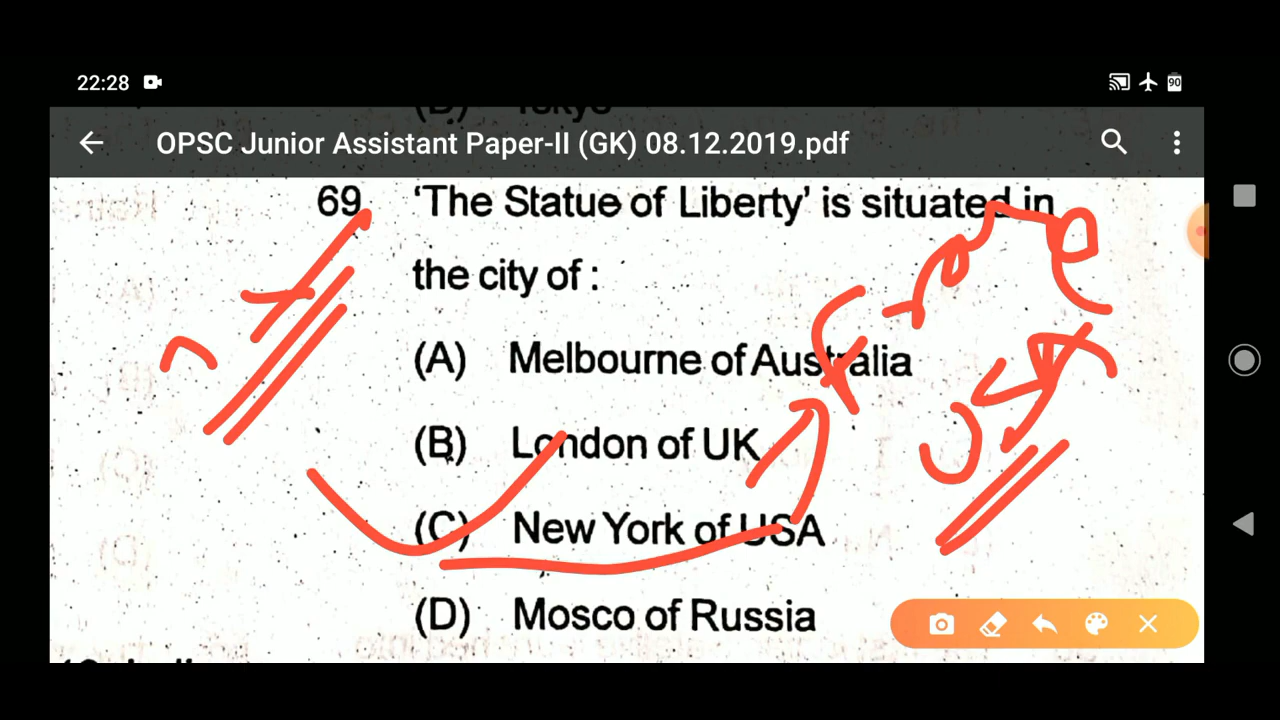 22:28
90
OPSC Junior Assistant Paper-II (GK) 08.12.2019.pdf
69 'The Statue of Liberty' is situated in
the city of :
(A) Melbourne of Australia
(B) London of UK
(C) New York of USA
(D) Mosco of Russia
France
USA